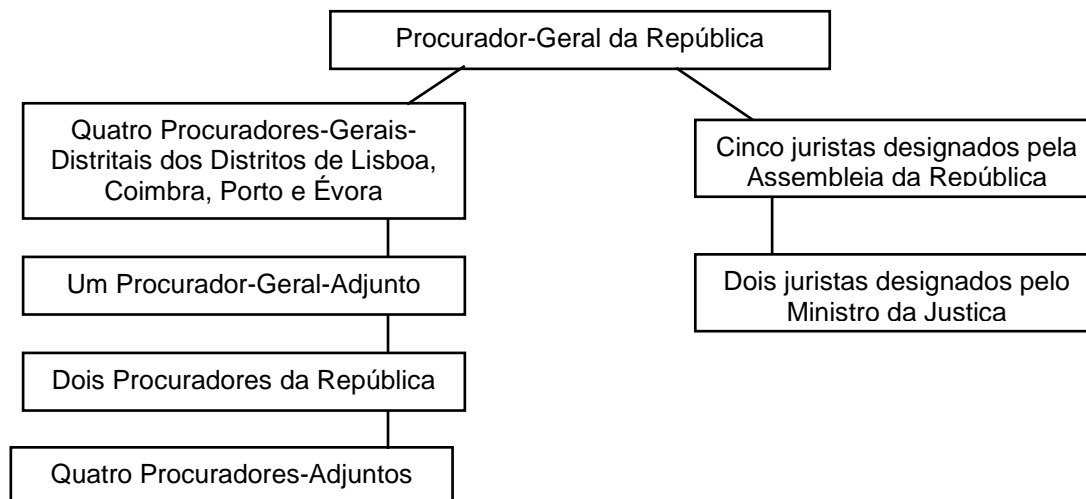 Procurador-Geral da República
Quatro Procuradores-Gerais-
Distritais dos Distritos de Lisboa,
Coimbra, Porto e Évora
Um Procurador-Geral-Adjunto
Dois Procuradores da República
Quatro Procuradores-Adjuntos
Cinco juristas designados pela
Assembleia da República
Dois juristas designados pelo
Ministro da Justica